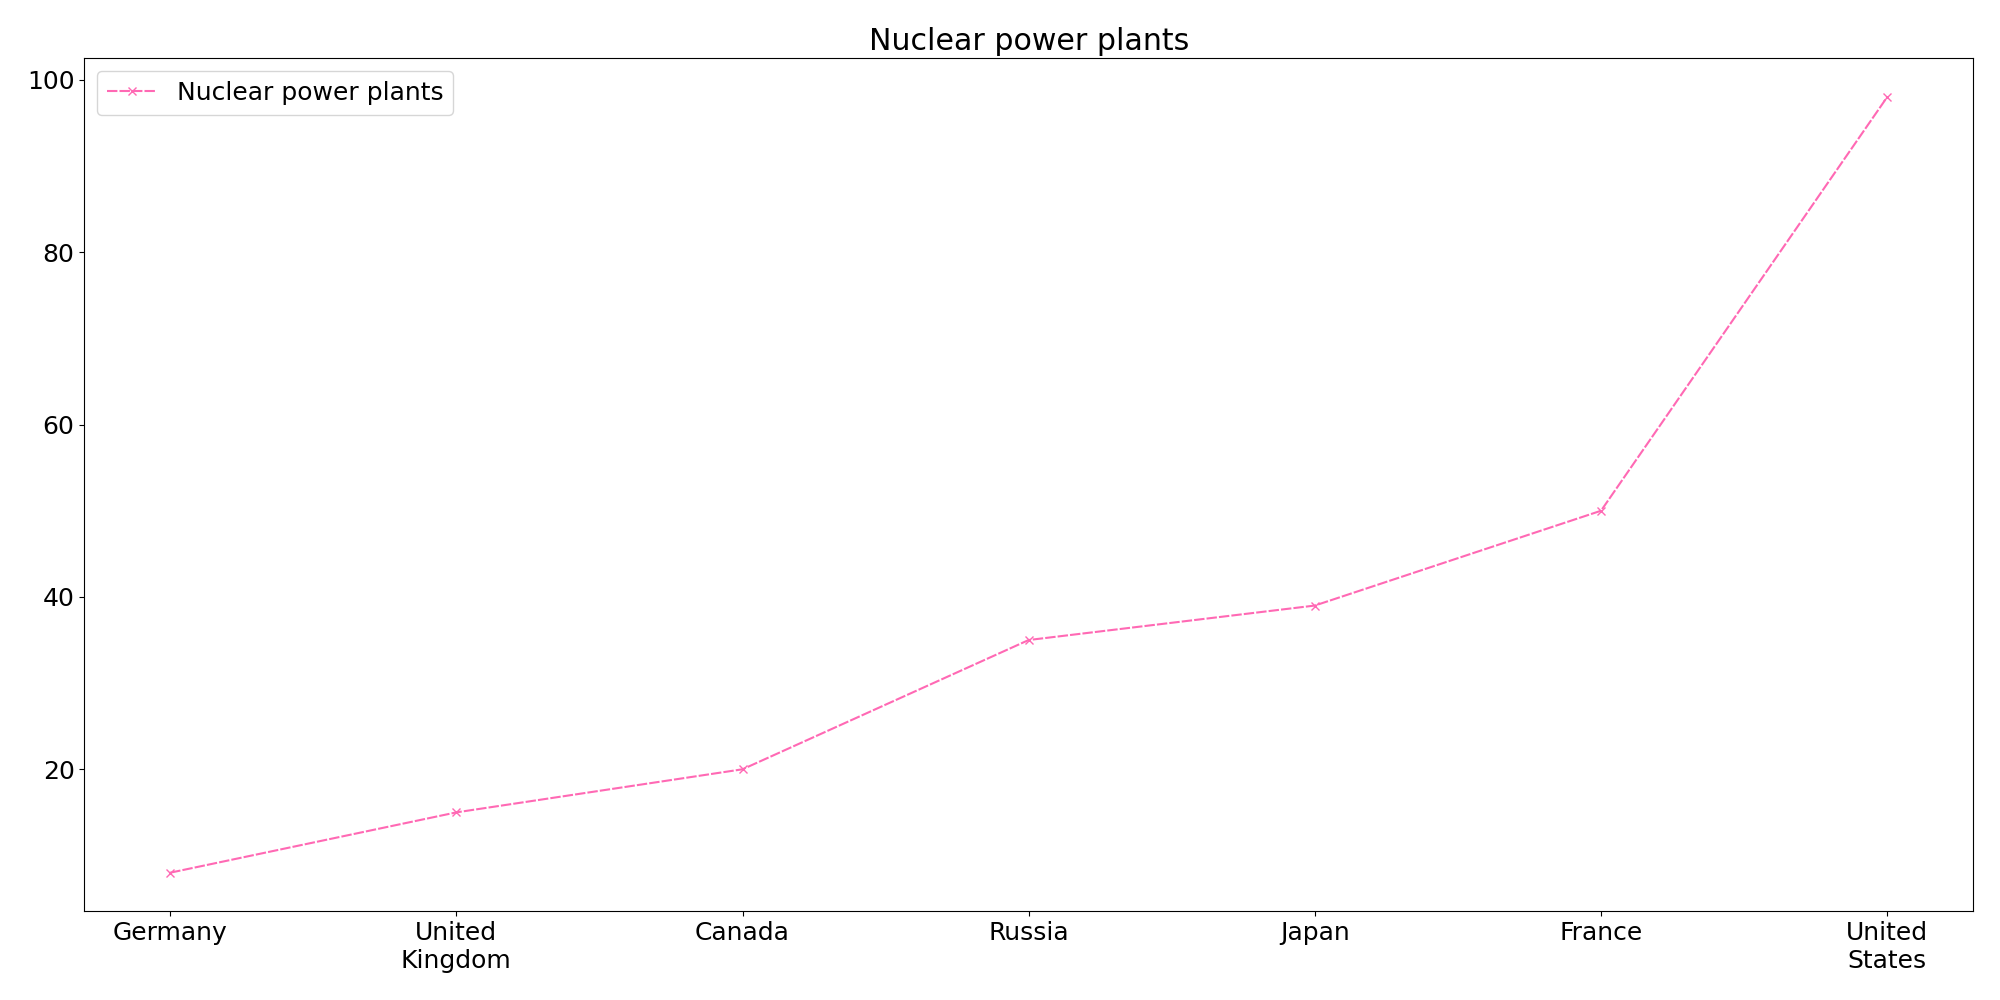 Nuclear power plants
Nuclear power plants
100
80
60
40
20
Germany
United
Kingdom
Canada
Russia
Japan
France
United
States